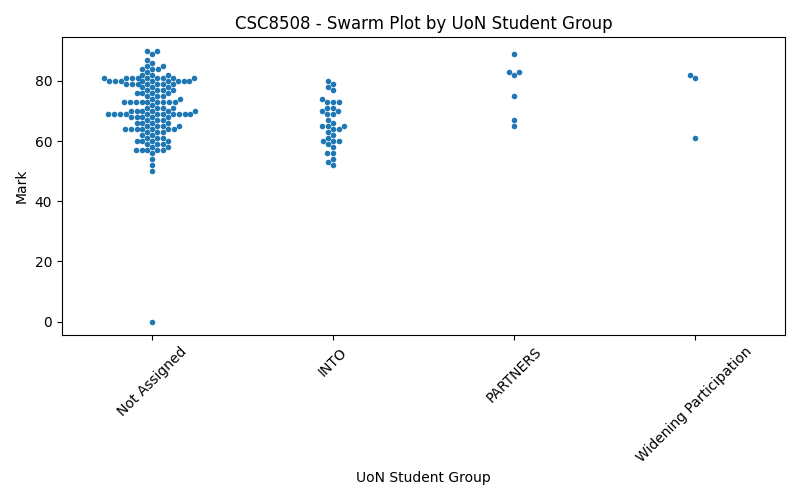 CSC8508 - Swarm Plot by UoN Student Group
Mark
80
60
40
20
0
Not Assigned
INTO
PARTNERS
Widening Participation
UoN Student Group